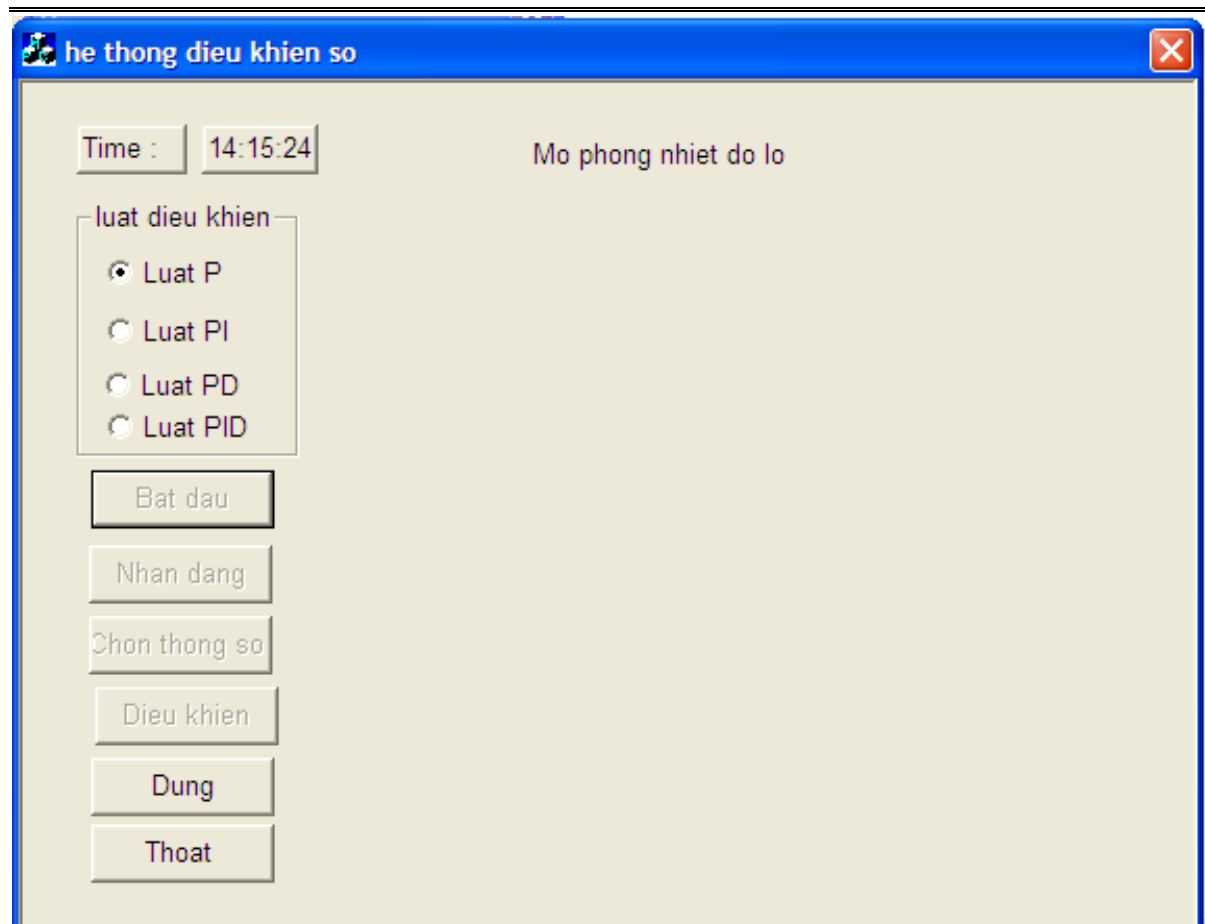 he thong dieu khien so
Time : 14:15:24
Mo phong nhiet do lo
luat dieu khien
Luat P
Luat PI
Luat PD
Luat PID
Bat dau
Nhan dang
Chon thong so
Dieu khien
Dung
Thoat